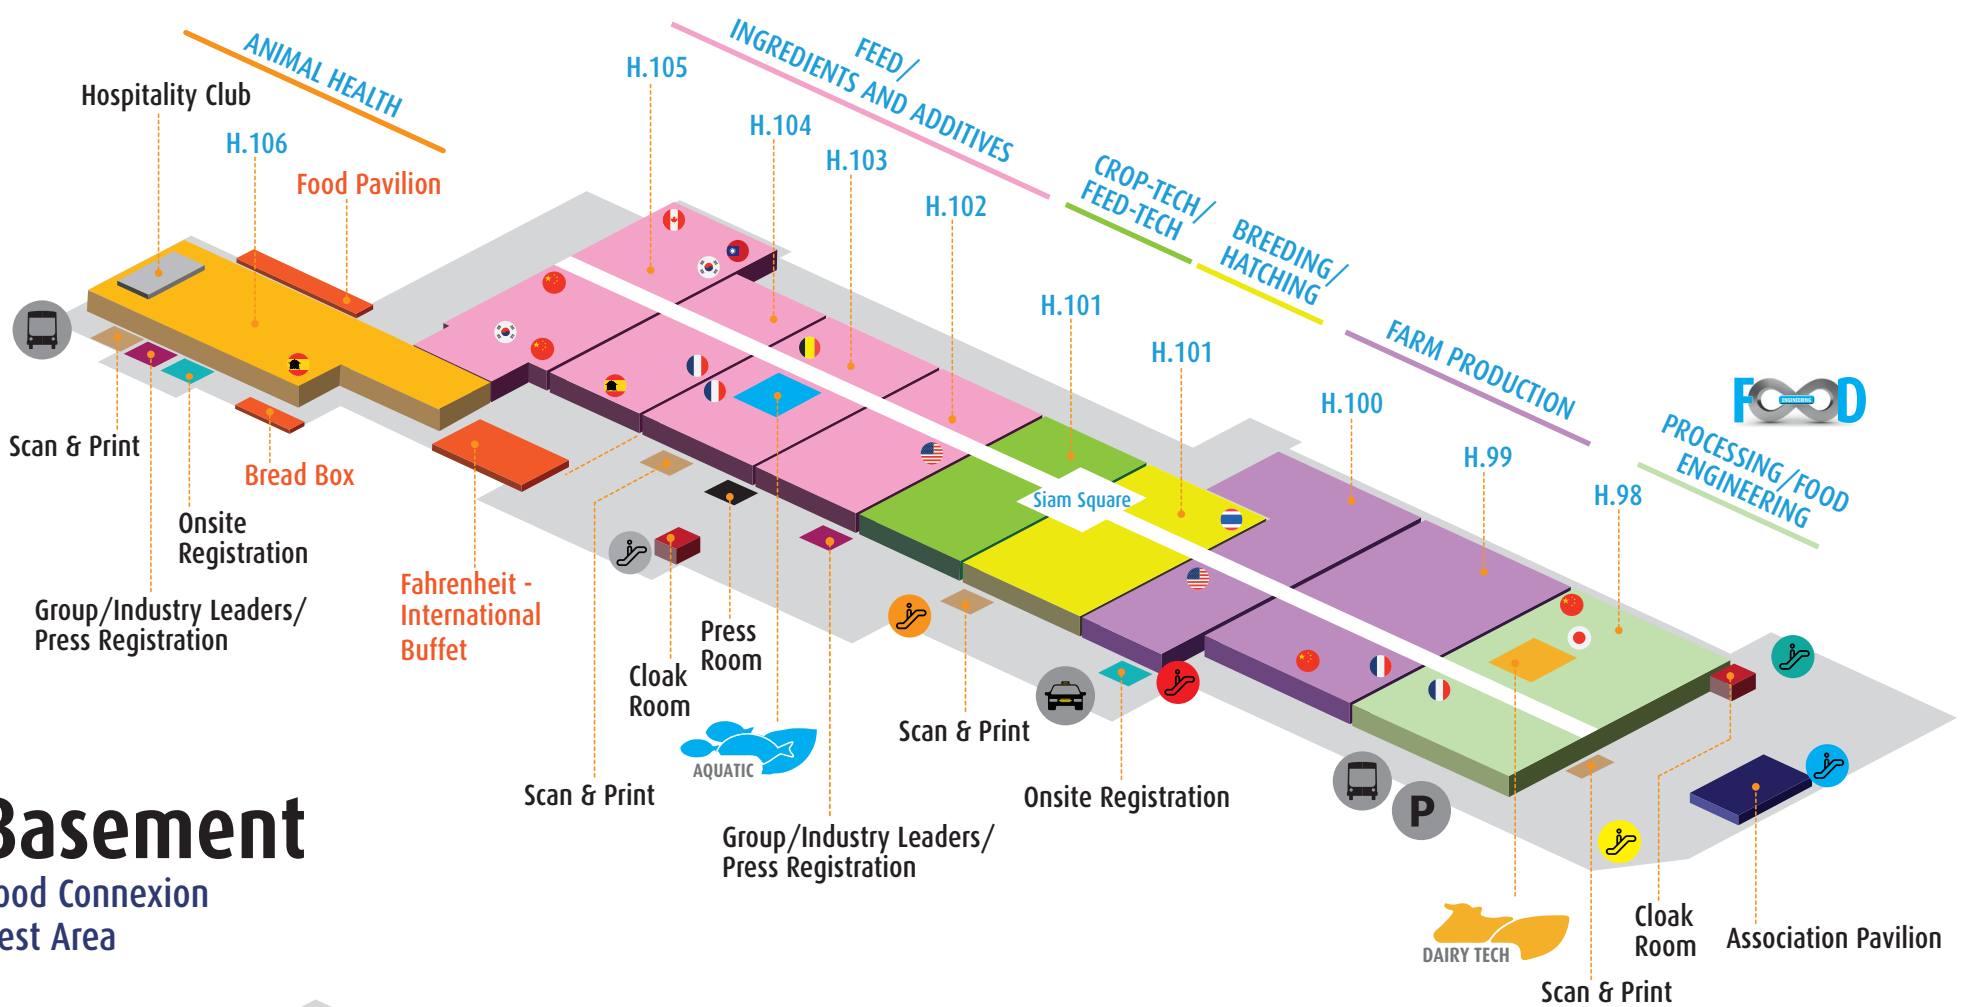 ANIMAL HEALTH
Hospitality Club
H.106
Food Pavilion
H.105
FEED/
INGREDIENTS AND ADDITIVES
H.104
H.103
H.102
CROP-TECH/
FEED-TECH
BREEDING/
HATCHING
H.101
H.101
FARM PRODUCTION
H.100
H.99
H.98
FOOD
ENGINEERING
PROCESSING/FOOD
ENGINEERING
Siam Square
Scan & Print
Bread Box
Onsite
Registration
Group/Industry Leaders/
Press Registration
Fahrenheit -
International
Buffet
Scan & Print
Cloak
Room
Press
Room
AQUATIC
Group/Industry Leaders/
Press Registration
Scan & Print
Onsite Registration
P
DAIRY TECH
Scan & Print
Cloak
Room
Association Pavilion
Basement
ood Connexion
est Area